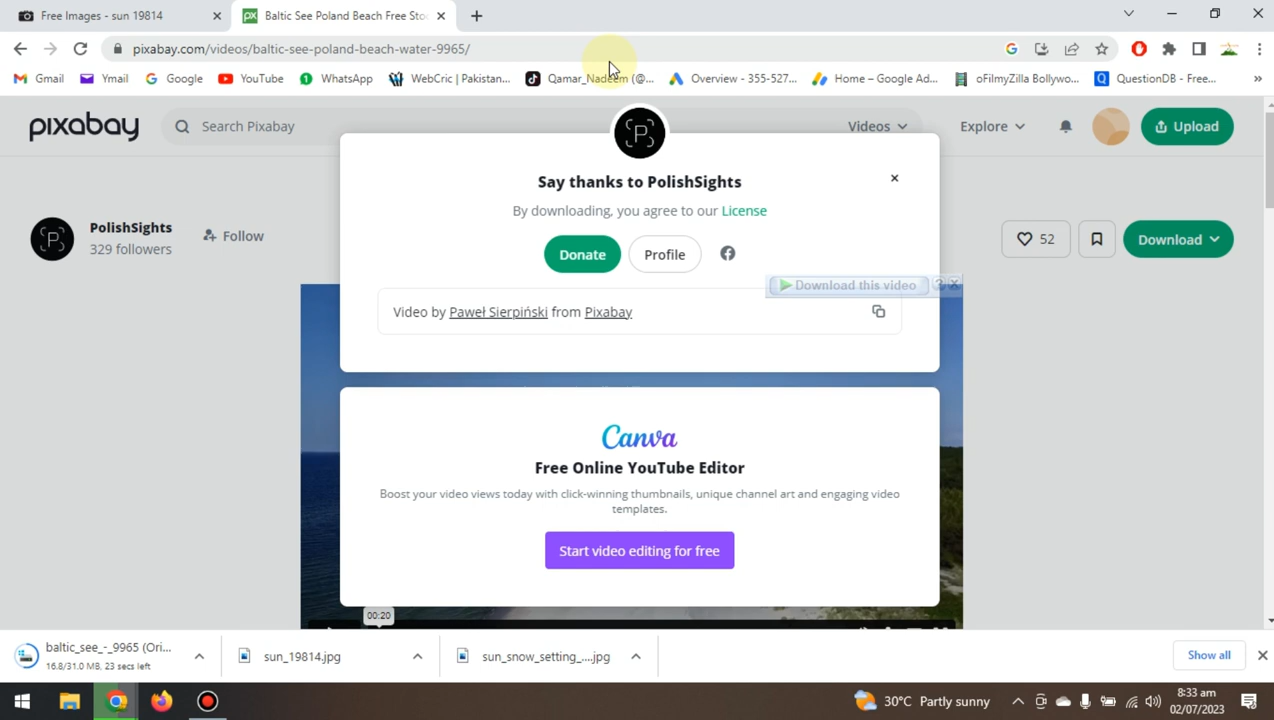 Free Images - sun 19814
Baltic See Poland Beach Free Stoc
pixabay.com/videos/baltic-see-poland-beach-water-9965/
Gmail
Ymail
Google
YouTube
WhatsApp
WebCric | Pakistan...
Qamar_Nadeem (@...
Overview - 355-527...
Home – Google Ad...
oFilmyZilla Bollywo...
QuestionDB - Free...
»
pixabay
Search Pixabay
Videos
Explore
Upload
P
Say thanks to PolishSights
By downloading, you agree to our License
P
PolishSights
329 followers
Follow
52
Download
Donate
Profile
Download this video
Video by Paweł Sierpiński from Pixabay
Canva
Free Online YouTube Editor
Boost your video views today with click-winning thumbnails, unique channel art and engaging video
templates.
Start video editing for free
00:20
baltic_see_-_9965 (Ori...
16.8/31.0 MB, 23 secs left
sun_19814.jpg
sun_snow_setting_....jpg
Show all
30°C Partly sunny
8:33 am
02/07/2023